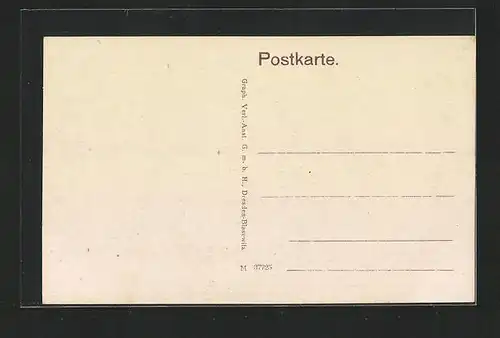 Postkarte.
Graph. Verl.-Anst. G. m. b. H., Dresden-Blasewitz.
M 37725